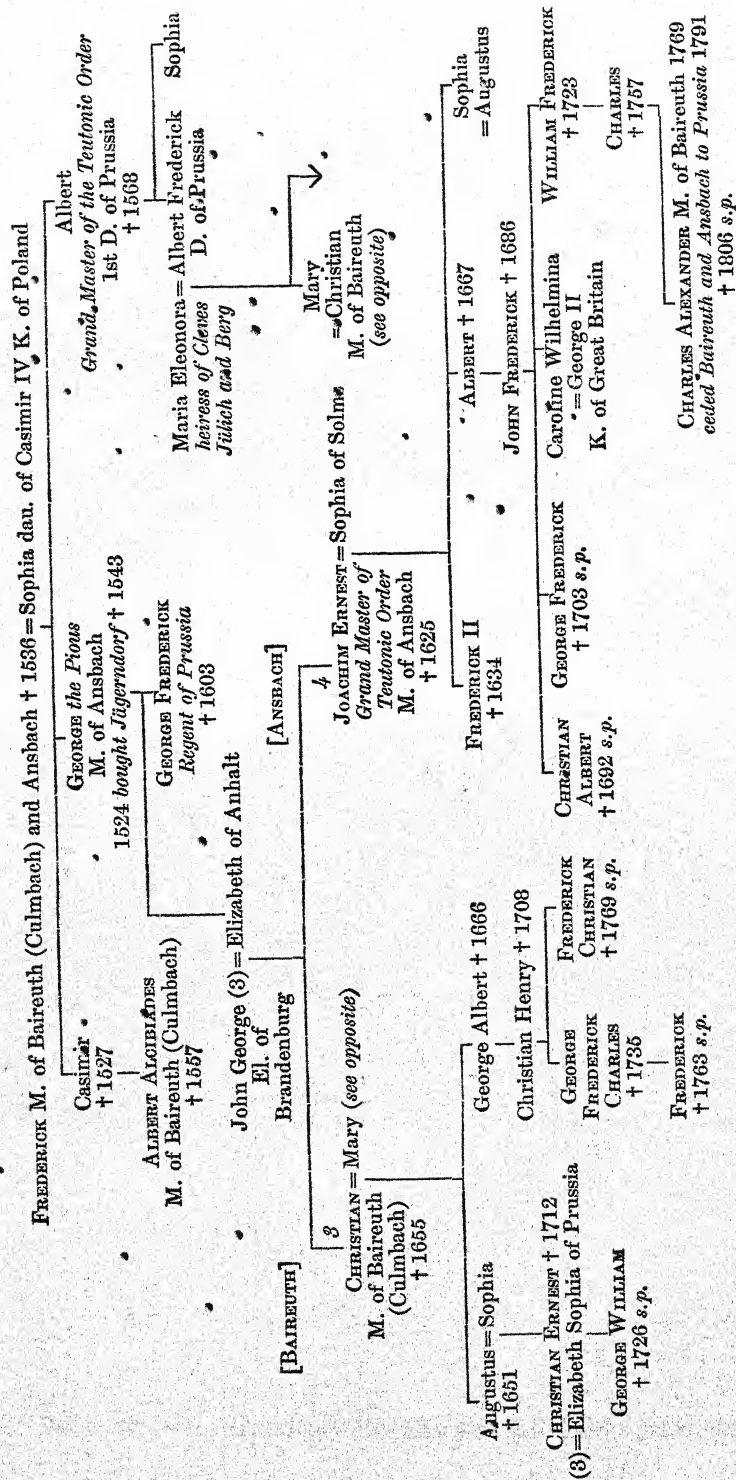 FREDERICK M. of Baireuth (Culmbach) and Ansbach † 1536=Sophia dau. of Casimir IV K. of Poland
Casimir
† 1527
GEORGE the Pious
M. of Ansbach
1524 bought Jägerndorf † 1543
Albert
Grand Master of the Teutonic Order
1st D. of Prussia
† 1568
ALBERT ALCIBIADES
M. of Baireuth (Culmbach)
† 1557
GEORGE FREDERICK
Regent of Prussia
† 1603
Maria Eleonora=Albert Frederick
heiress of Cleves D. of Prussia
Jülich and Berg
Sophia
John George (3)=Elizabeth of Anhalt
El. of
Brandenburg
Mary
=Christian
M. of Baireuth
(see opposite)
[BAIREUTH]
[ANSBACH]
3
CHRISTIAN=Mary (see opposite)
M. of Baireuth
(Culmbach)
† 1655
4
JOACHIM ERNEST=Sophia of Solms
Grand Master of
Teutonic Order
M. of Ansbach
† 1625
Augustus=Sophia
† 1651
George Albert † 1666
FREDERICK II
† 1634
ALBERT † 1667
Sophia
=Augustus
CHRISTIAN ERNEST † 1712
(3)=Elizabeth Sophia of Prussia
Christian Henry † 1708
JOHN FREDERICK † 1686
GEORGE WILLIAM
† 1726 s.p.
GEORGE
FREDERICK
CHARLES
† 1735
FREDERICK
CHRISTIAN
† 1769 s.p.
CHRISTIAN
ALBERT
† 1692 s.p.
GEORGE FREDERICK
† 1703 s.p.
Caroline Wilhelmina
=George II
K. of Great Britain
WILLIAM FREDERICK
† 1723
FREDERICK
† 1763 s.p.
CHARLES
† 1757
CHARLES ALEXANDER M. of Baireuth 1769
ceded Baireuth and Ansbach to Prussia 1791
† 1806 s.p.